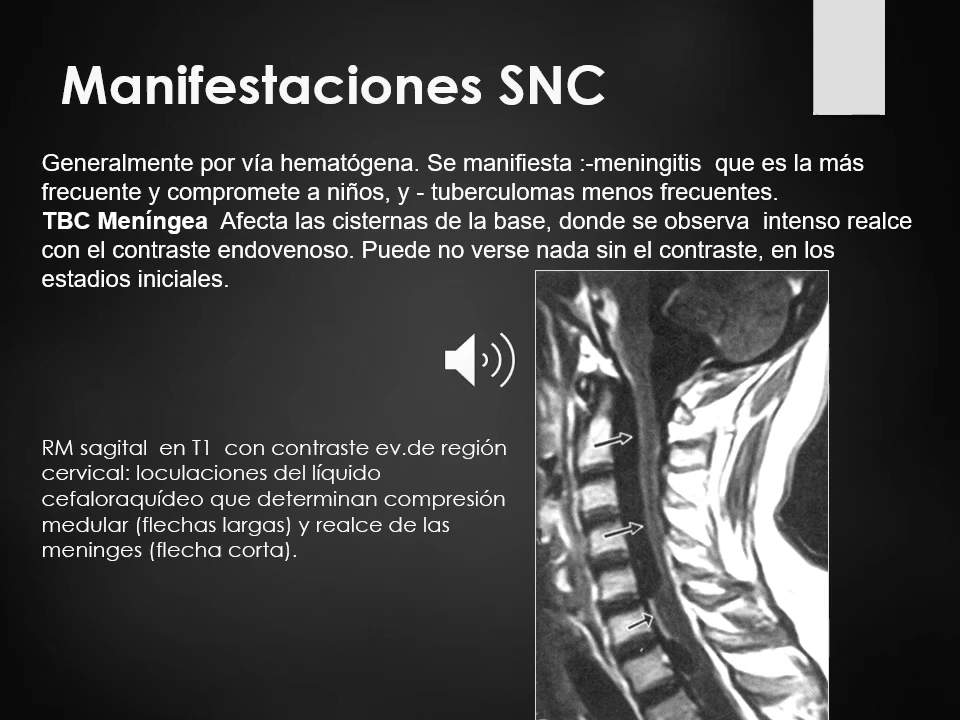 Manifestaciones SNC
Generalmente por vía hematógena. Se manifiesta :-meningitis  que es la más
frecuente y compromete a niños, y - tuberculomas menos frecuentes.
TBC Meníngea  Afecta las cisternas de la base, donde se observa  intenso realce
con el contraste endovenoso. Puede no verse nada sin el contraste, en los
estadios iniciales.
RM sagital  en T1  con contraste ev.de región
cervical: loculaciones del líquido
cefaloraquídeo que determinan compresión
medular (flechas largas) y realce de las
meninges (flecha corta).